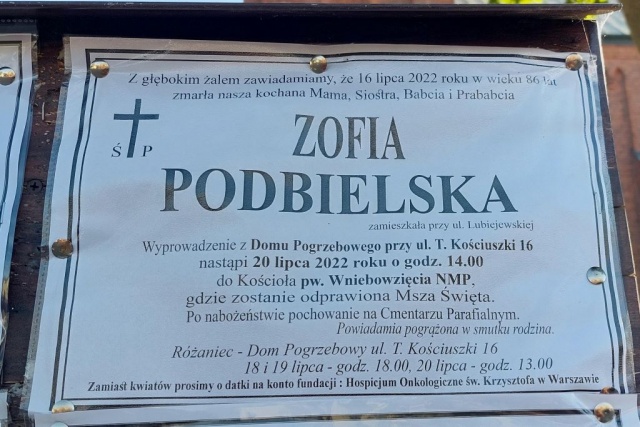 Z głębokim żalem zawiadamiamy, że 16 lipca 2022 roku w wieku 86 lat
zmarła nasza kochana Mama, Siostra, Babcia i Prababcia
Ś P
ZOFIA
PODBIELSKA
zamieszkała przy ul. Lubiejewskiej
Wyprowadzenie z Domu Pogrzebowego przy ul. T. Kościuszki 16
nastąpi 20 lipca 2022 roku o godz. 14.00
do Kościoła pw. Wniebowzięcia NMP,
gdzie zostanie odprawiona Msza Święta.
Po nabożeństwie pochowanie na Cmentarzu Parafialnym.
Powiadamia pogrążona w smutku rodzina.
Różaniec - Dom Pogrzebowy ul. T. Kościuszki 16
18 i 19 lipca - godz. 18.00, 20 lipca - godz. 13.00
Zamiast kwiatów prosimy o datki na konto fundacji : Hospicjum Onkologiczne św. Krzysztofa w Warszawie